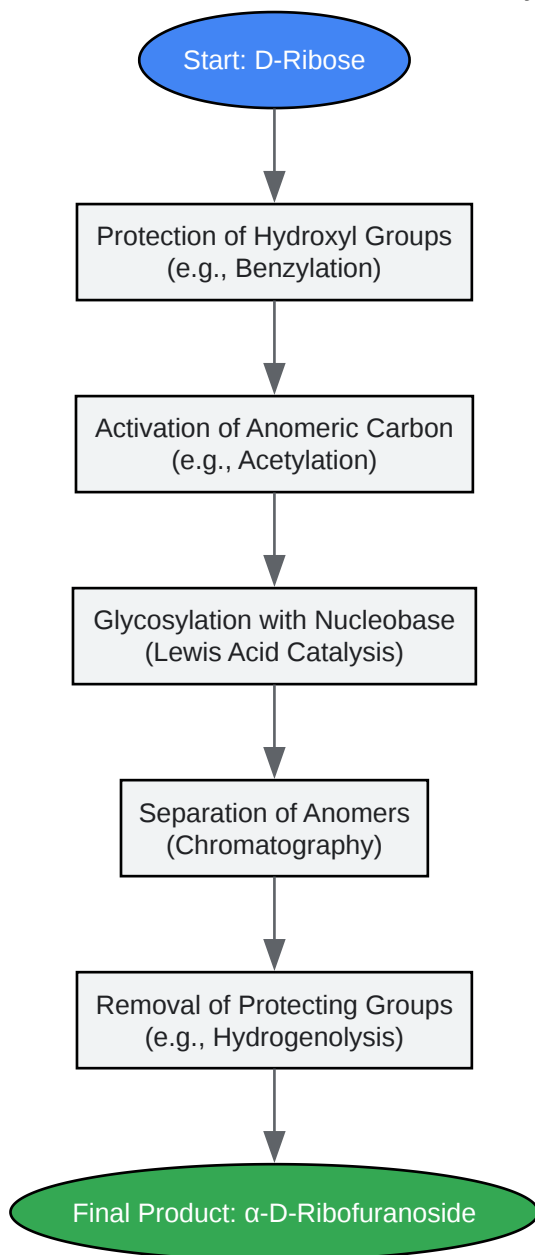 Start: D-Ribose
Protection of Hydroxyl Groups
(e.g., Benzylation)
Activation of Anomeric Carbon
(e.g., Acetylation)
Glycosylation with Nucleobase
(Lewis Acid Catalysis)
Separation of Anomers
(Chromatography)
Removal of Protecting Groups
(e.g., Hydrogenolysis)
Final Product: α-D-Ribofuranoside